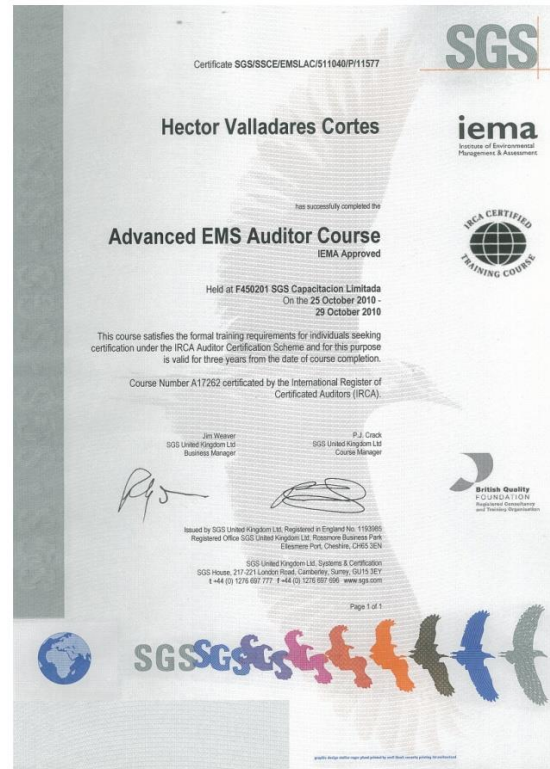 SGS
Certificate SGS/SSCE/EMSLAC/511040/P/11577
Hector Valladares Cortes
iema
Institute of Environmental
Management & Assessment
has successfully completed the
Advanced EMS Auditor Course
IEMA Approved
IRCA CERTIFIED
TRAINING COURSE
Held at F450201 SGS Capacitacion Limitada
On the 25 October 2010 -
29 October 2010
This course satisfies the formal training requirements for individuals seeking
certification under the IRCA Auditor Certification Scheme and for this purpose
is valid for three years from the date of course completion.
Course Number A17262 certificated by the International Register of
Certificated Auditors (IRCA).
Jim Weaver
SGS United Kingdom Ltd
Business Manager
P.J. Crack
SGS United Kingdom Ltd
Course Manager
British Quality
FOUNDATION
Registered Consultancy
and Training Organisation
Issued by SGS United Kingdom Ltd, Registered in England No. 1193985
Registered Office SGS United Kingdom Ltd, Rossmore Business Park
Ellesmere Port, Cheshire, CH65 3EN
SGS United Kingdom Ltd, Systems & Certification
SGS House, 217-221 London Road, Camberley, Surrey, GU15 3EY
t +44 (0) 1276 697 777 f +44 (0) 1276 697 696 www.sgs.com
Page 1 of 1
SGSSGSSGS